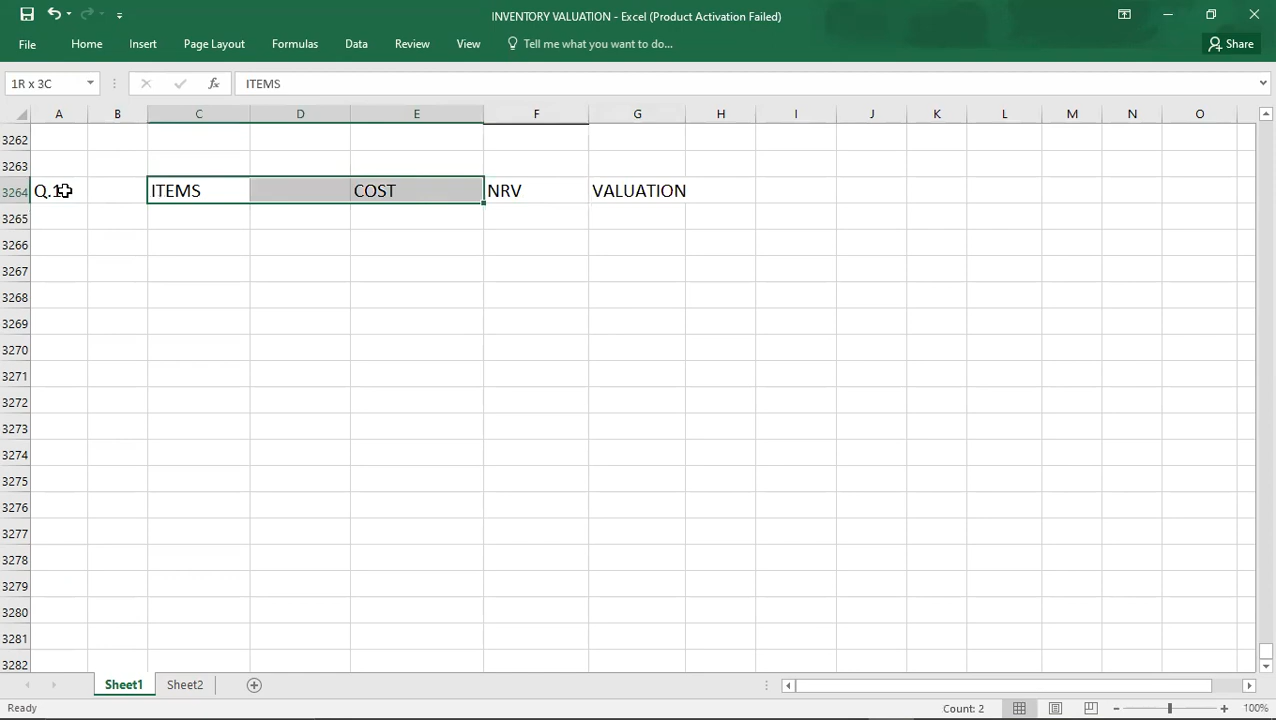 INVENTORY VALUATION - Excel (Product Activation Failed)
File Home Insert Page Layout Formulas Data Review View Tell me what you want to do... Share
1R x 3C fx ITEMS
A B C D E F G H I J K L M N O
3262
3263
3264 ITEMS COST NRV VALUATION
3265
3266
3267
3268
3269
3270
3271
3272
3273
3274
3275
3276
3277
3278
3279
3280
3281
3282
Sheet1 Sheet2
Ready Count: 2 100%